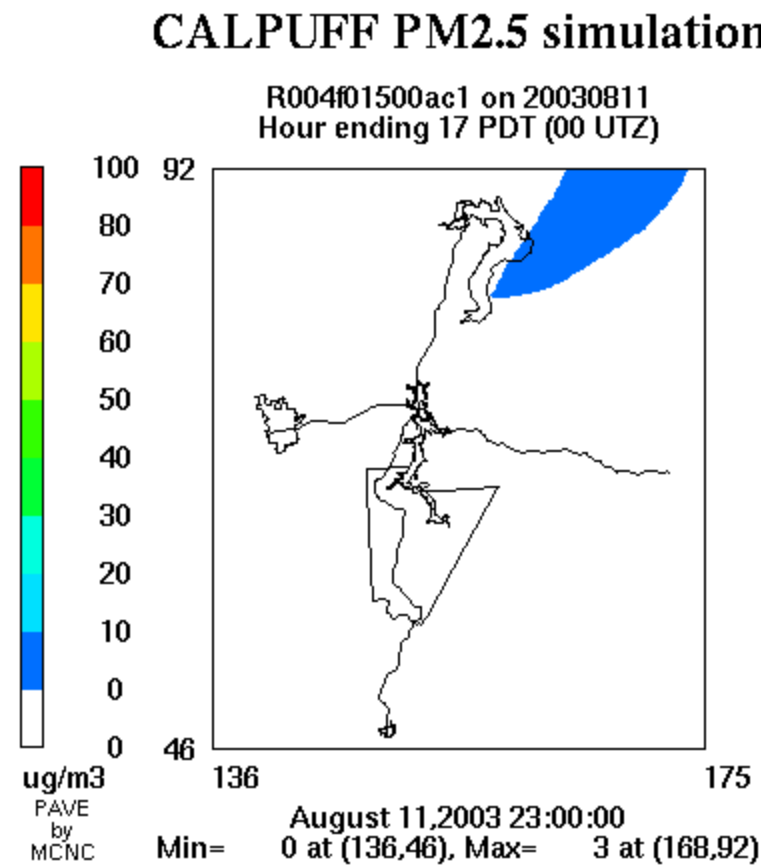 CALPUFF PM2.5 simulation
R004f01500ac1 on 20030811
Hour ending 17 PDT (00 UTZ)
100
80
70
60
50
40
30
20
10
0
0
ug/m3
PAVE
by
MCNC
92
46
136
175
August 11,2003 23:00:00
Min= 0 at (136,46), Max= 3 at (168,92)